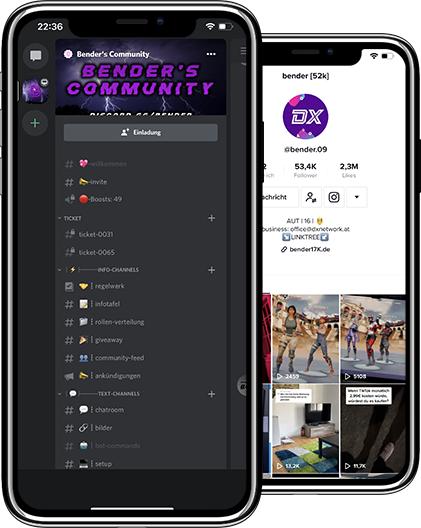 22:36
Bender's Community
BENDER'S
COMMUNITY
DISCORD.GG/BENDER
Einladung
willkommen
invite
Boosts: 49
TICKET
ticket-0031
ticket-0065
INFO-CHANNELS
regelwerk
infotafel
rollen-verteilung
giveaway
community-feed
ankündigungen
TEXT-CHANNELS
chatroom
bilder
bot-commands
setup
bender [52k]
DX
@bender.09
2
53,4K
2,3M
ich
Follower
Likes
achricht
AUT | 16 |
business: office@dxnetwork.at
LINKTREE
bender17K.de
2459
5108
Wenn TikTok monatlich
2,99€ kosten würde,
würdest du es kaufen?
13,2K
11,7K